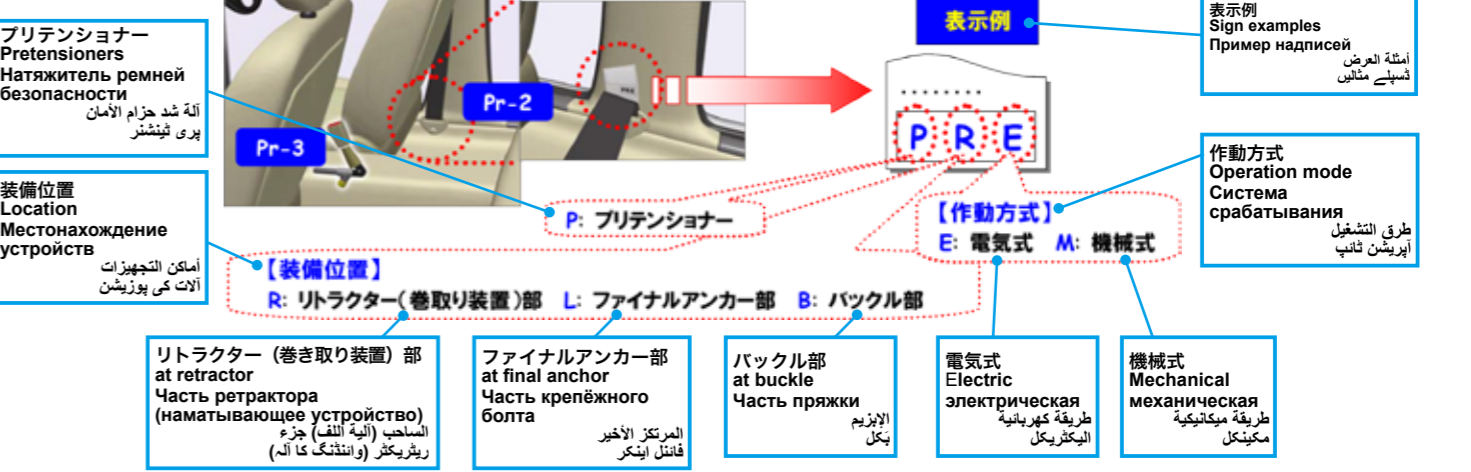 プリテンショナー
Pretensioners
Натяжитель ремней
безопасности
آلة شد حزام الأمان
پری ٹینشنر
表示例
表示例
Sign examples
Пример надписей
أمثلة العرض
ڈسپلے مثالیں
Pr-2
Pr-3
........
P R E
作動方式
Operation mode
Система
срабатывания
طرق التشغيل
آپریشن ٹائپ
装備位置
Location
Местонахождение
устройств
أماكن التجهيزات
آلات کی پوزیشن
P: プリテンショナー
【作動方式】
E: 電気式 M: 機械式
【装備位置】
R: リトラクター(巻取り装置)部 L: ファイナルアンカー部 B: バックル部
リトラクター（巻き取り装置）部
at retractor
Часть ретрактора
(наматывающее устройство)
الساحب (آلية اللف) جزء
ریٹریکٹر (وائنڈنگ کا آلہ)
ファイナルアンカー部
at final anchor
Часть крепёжного
болта
المرتكز الأخير
فائنل اینکر
バックル部
at buckle
Часть пряжки
الإبزيم
بَکل
電気式
Electric
электрическая
طريقة كهربائية
الیکٹریکل
機械式
Mechanical
механическая
طريقة ميكانيكية
مکینکل